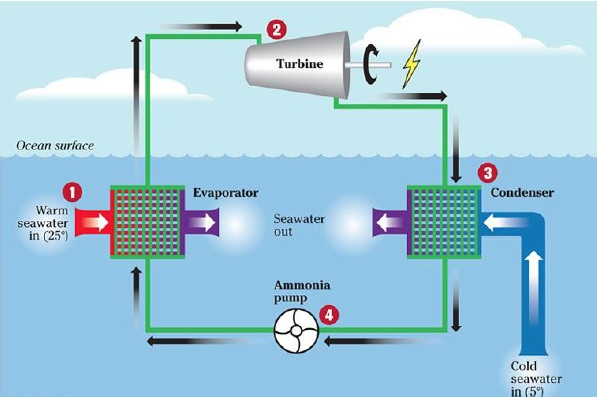 2
Turbine
Ocean surface
3
1
Evaporator
Condenser
Warm
seawater
in (25°)
Seawater
out
Ammonia
pump
4
Cold
seawater
in (5°)